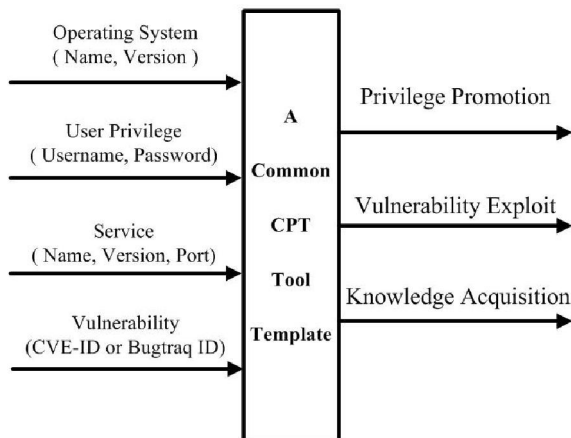 Operating System
( Name, Version )
User Privilege
( Username, Password)
Service
( Name, Version, Port)
Vulnerability
(CVE-ID or Bugtraq ID)
A
Common
CPT
Tool
Template
Privilege Promotion
Vulnerability Exploit
Knowledge Acquisition